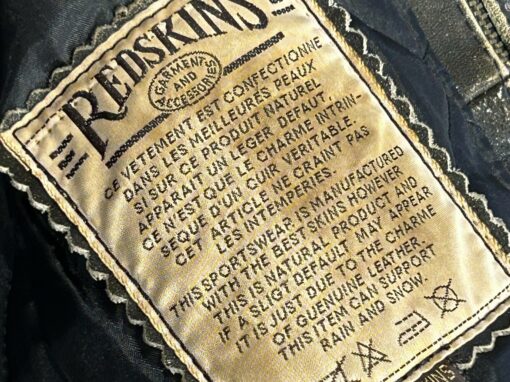 REDSKINS
GARMENT
AND
ACCESSORIES
CE VETEMENT EST CONFECTIONNE
DANS LES MEILLEURES PEAUX
SI SUR CE PRODUIT NATUREL
APPARAIT UN LEGER DEFAUT,
CE N'EST QUE LE CHARME INTRIN-
SEQUE D'UN CUIR VERITABLE.
CET ARTICLE NE CRAINT PAS
LES INTEMPERIES.
THIS SPORTSWEAR IS MANUFACTURED
WITH THE BEST SKINS HOWEVER
THIS IS NATURAL PRODUCT AND
IF A SLIGT DEFAULT MAY APPEAR
IT IS JUST DUE TO THE CHARME
OF GUENUINE LEATHER.
THIS ITEM CAN SUPPORT
RAIN AND SNOW.